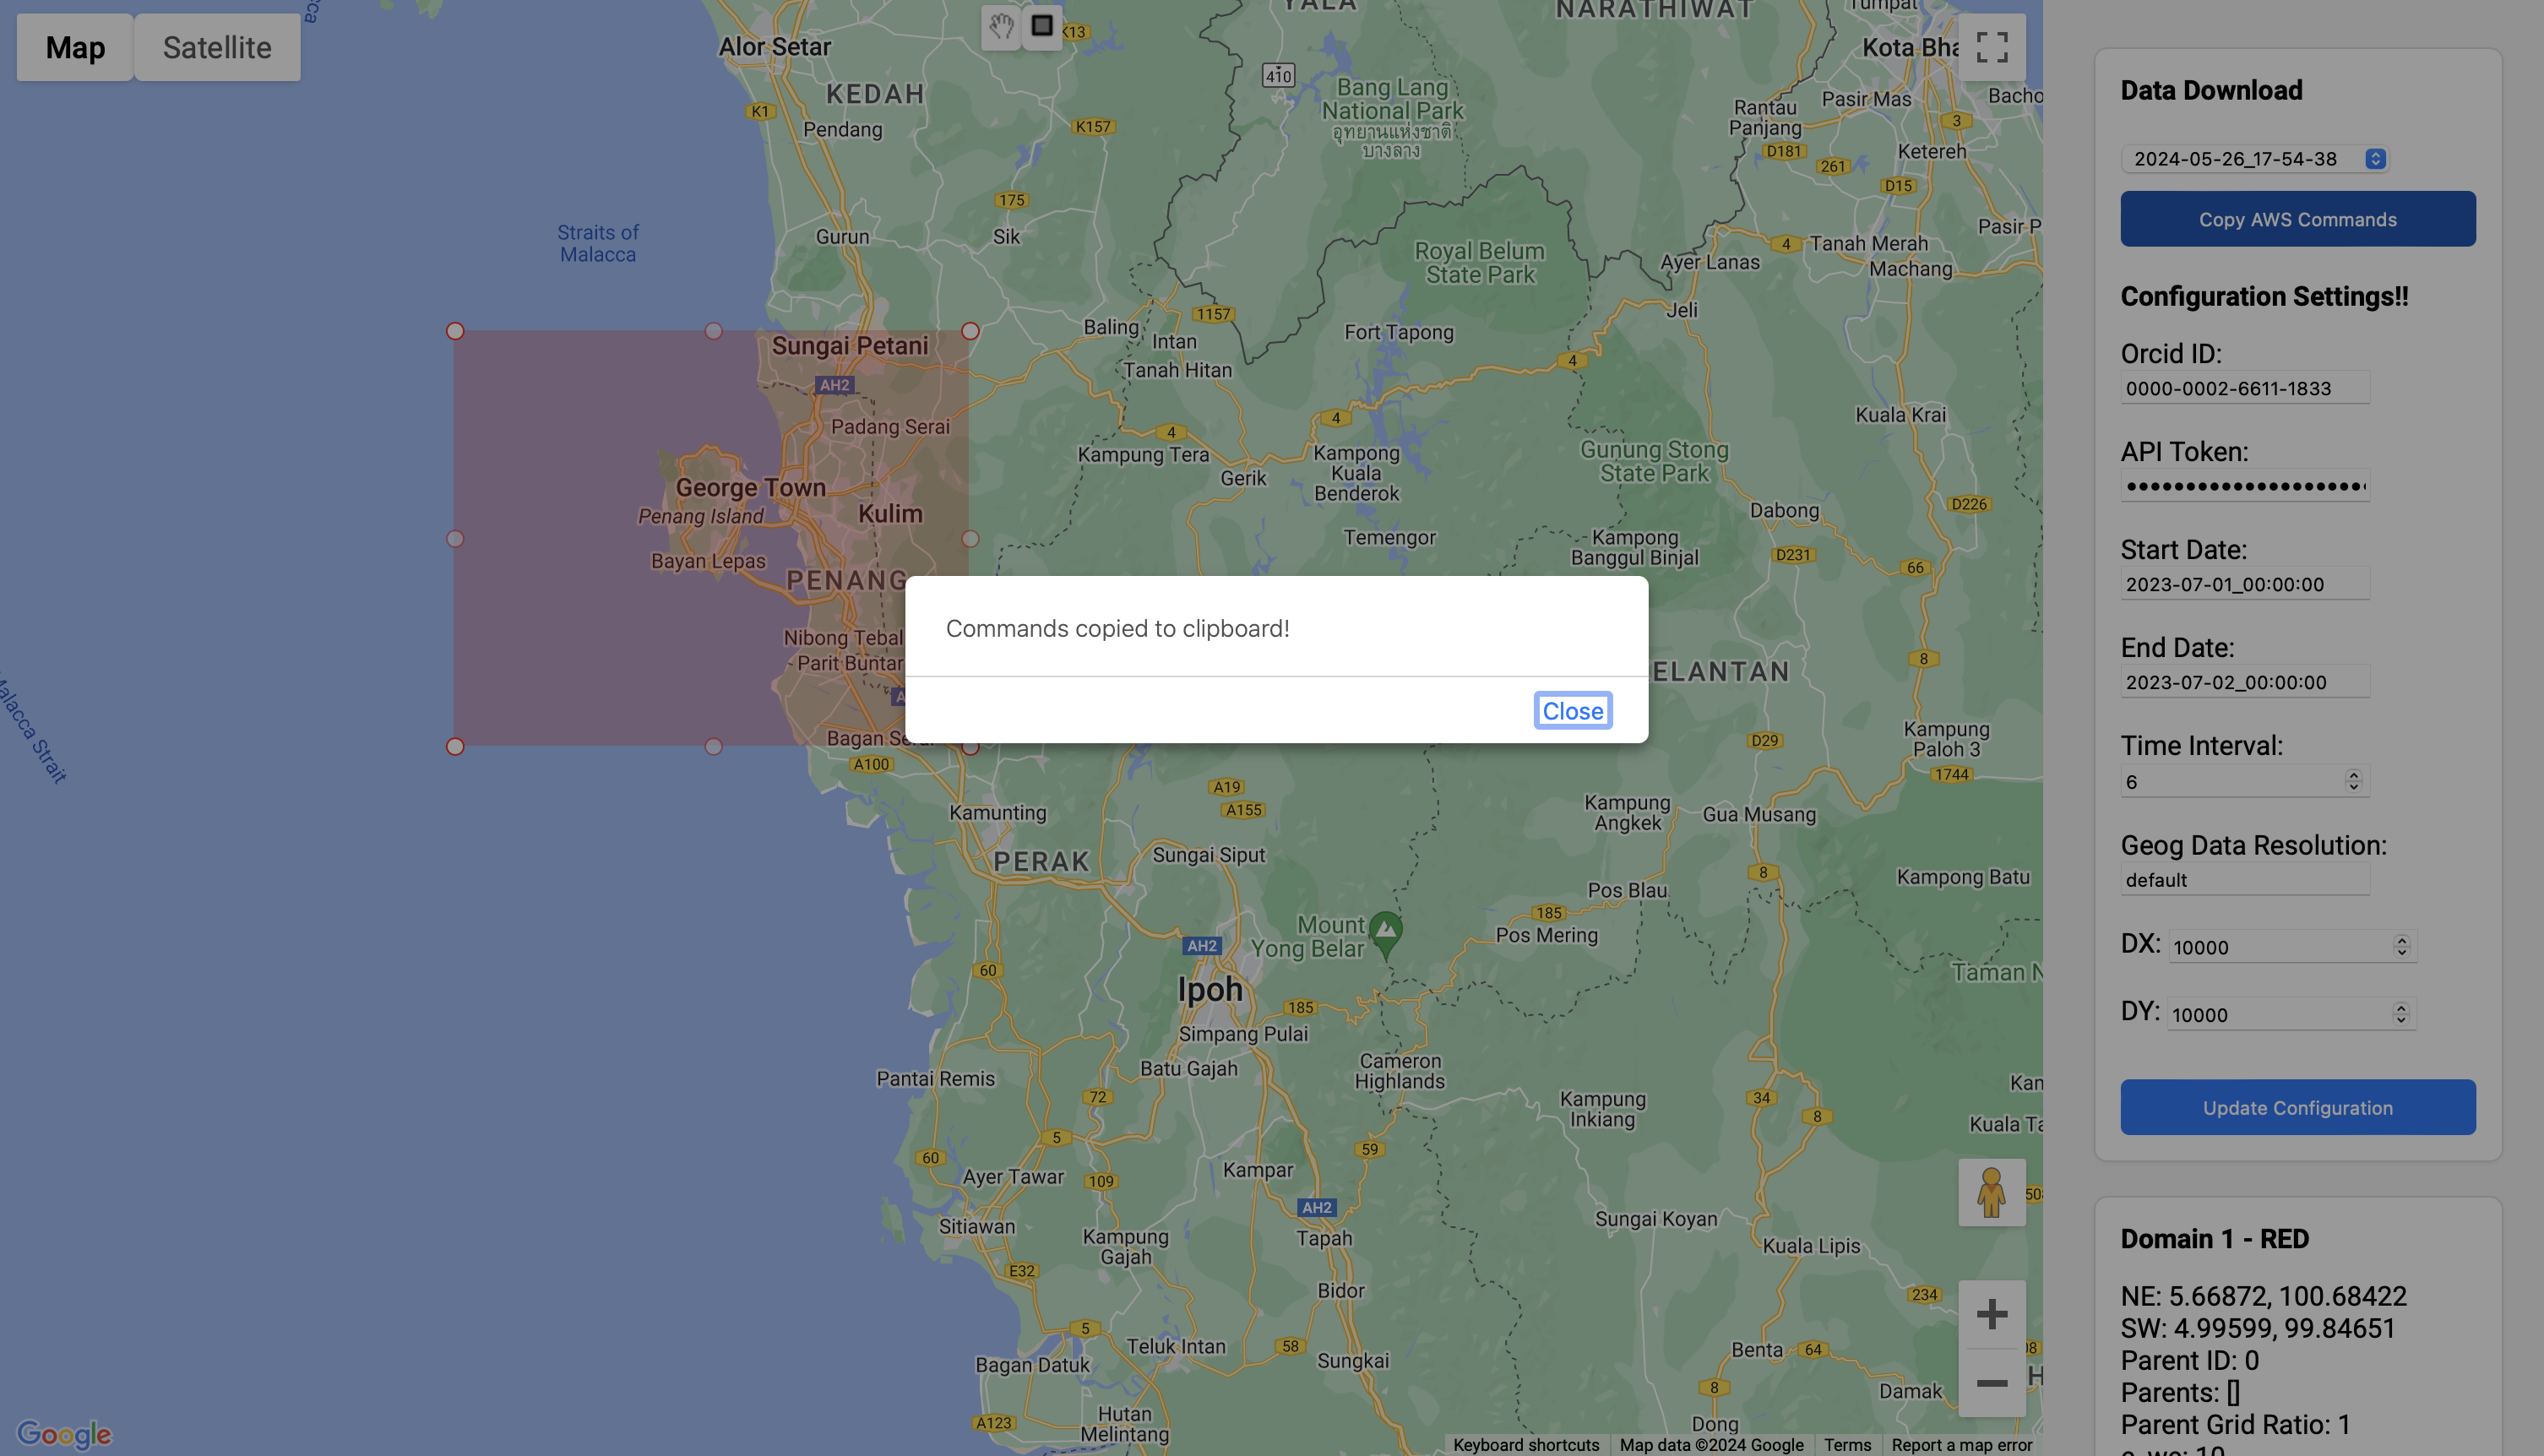 Map
Satellite
YALA
NARATHIWAT
Tumpat
Alor Setar
K13
Kota Bha
KEDAH
410
Bang Lang
National Park
อุทยานแห่งชาติ
บางลาง
K1
Pendang
K157
Rantau
Panjang
Pasir Mas
Bacho
3
D181
261
Ketereh
D15
175
Straits of
Malacca
Gurun
Sik
Royal Belum
State Park
Pasir P
4
Tanah Merah
Ayer Lanas
Machang
Jeli
1157
Baling
Intan
Fort Tapong
Tanah Hitan
4
Sungai Petani
AH2
Padang Serai
4
4
Kuala Krai
Kampung Tera
Gerik
Kampong
Kuala
Benderok
Gunung Stong
State Park
George Town
Penang Island
Kulim
Dabong
D226
Temengor
Kampong
Banggul Binjal
D231
66
Bayan Lepas
PENANG
Nibong Tebal
Parit Buntar
A
Commands copied to clipboard!
Close
ELANTAN
8
Malacca Strait
Bagan Serai
A100
D29
Kampung
Paloh 3
1744
A19
A155
Kamunting
Kampung
Angkek
Gua Musang
PERAK
Sungai Siput
8
Kampong Batu
Pos Blau
185
Mount
Yong Belar
Pos Mering
AH2
60
Taman N
Ipoh
185
Simpang Pulai
Cameron
Highlands
Batu Gajah
Pantai Remis
Kan
72
Kampung
Inkiang
34
8
Kuala Ta
5
60
59
Ayer Tawar
109
Kampar
508
AH2
Sitiawan
Kampung
Gajah
Tapah
Sungai Koyan
Kuala Lipis
E32
Bidor
234
5
Teluk Intan
58
Sungkai
Benta
64
Bagan Datuk
8
Damak
H
A123
Hutan
Melintang
Dong
Google
Keyboard shortcuts
Map data ©2024 Google
Terms
Report a map error
Data Download
2024-05-26_17-54-38
Copy AWS Commands
Configuration Settings!!
Orcid ID:
0000-0002-6611-1833
API Token:
Start Date:
2023-07-01_00:00:00
End Date:
2023-07-02_00:00:00
Time Interval:
6
Geog Data Resolution:
default
DX: 10000
DY: 10000
Update Configuration
Domain 1 - RED
NE: 5.66872, 100.68422
SW: 4.99599, 99.84651
Parent ID: 0
Parents: []
Parent Grid Ratio: 1
e_we: 10